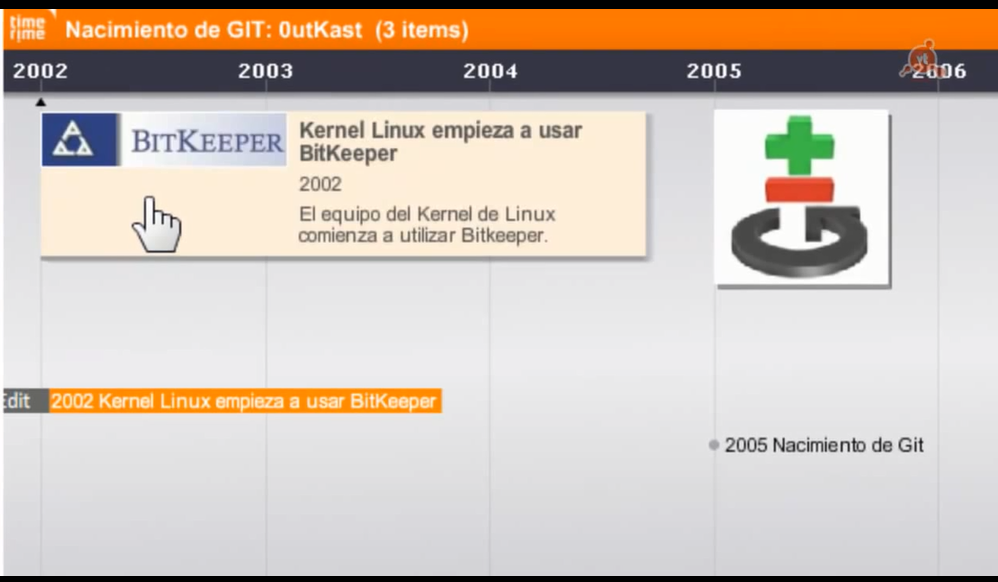 time
rime
Nacimiento de GIT: 0utKast (3 items)
2002 2003 2004 2005 2006
BITKEEPER
Kernel Linux empieza a usar
BitKeeper
2002
El equipo del Kernel de Linux
comienza a utilizar Bitkeeper.
Edit 2002 Kernel Linux empieza a usar BitKeeper
2005 Nacimiento de Git